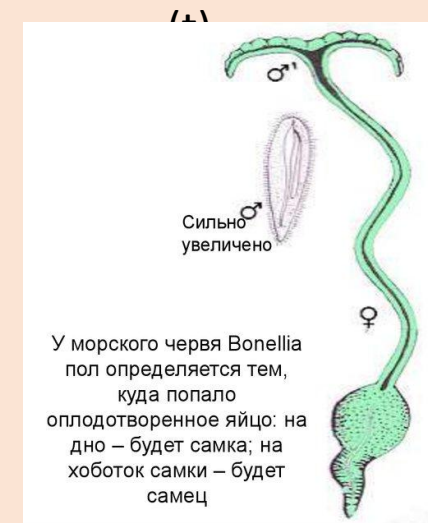 ♂'
♂
Сильно
увеличено
♀
У морского червя Bonellia
пол определяется тем,
куда попало
оплодотворенное яйцо: на
дно – будет самка; на
хоботок самки – будет
самец